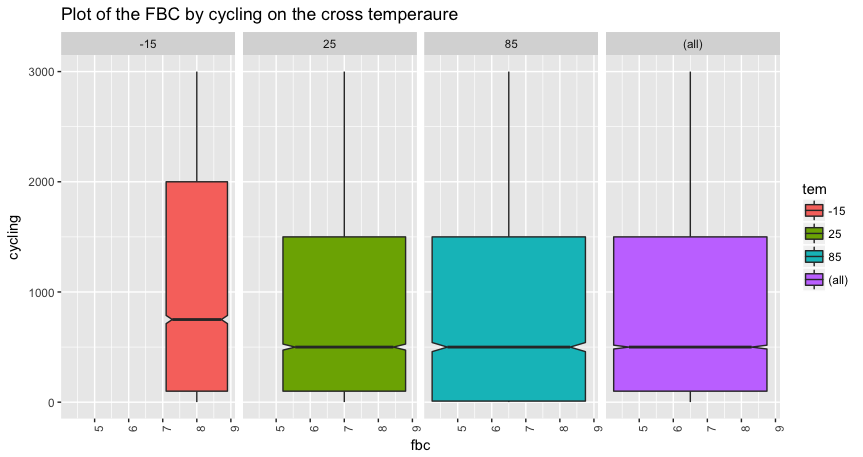 Plot of the FBC by cycling on the cross temperaure
-15 25 85 (all)
3000
2000
1000
0
cycling
5 6 7 8 9 5 6 7 8 9 5 6 7 8 9 5 6 7 8 9
fbc
tem
-15
25
85
(all)